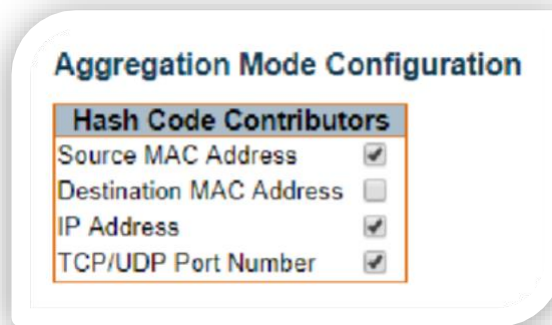 Aggregation Mode Configuration
Hash Code Contributors
Source MAC Address
Destination MAC Address
IP Address
TCP/UDP Port Number